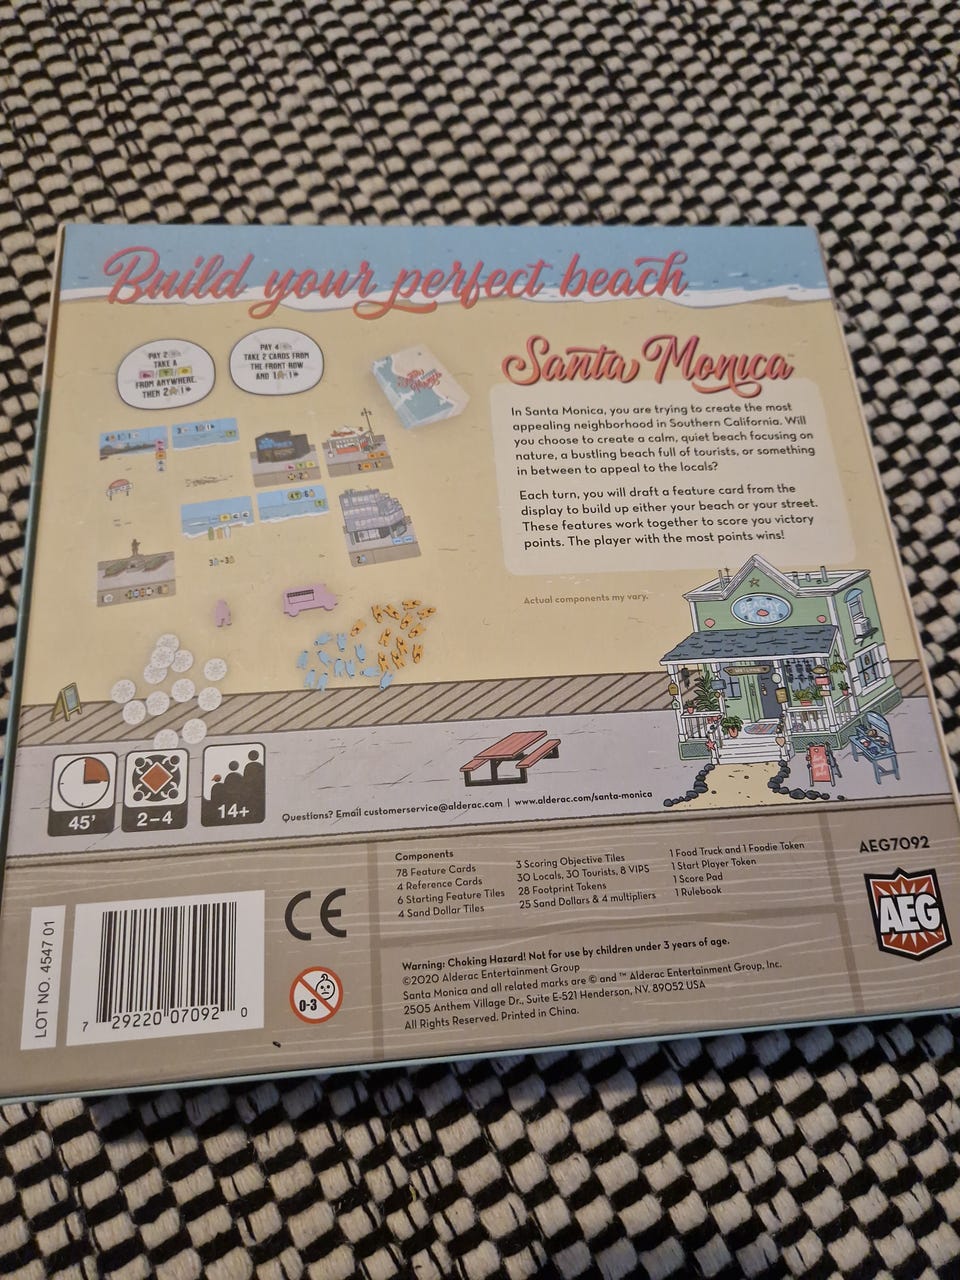 Build your perfect beach
PAY 2
TAKE A
FROM ANYWHERE.
THEN 2 1
PAY 4
TAKE 2 CARDS FROM
THE FRONT ROW
AND 1 1
Santa Monica™
In Santa Monica, you are trying to create the most
appealing neighborhood in Southern California. Will
you choose to create a calm, quiet beach focusing on
nature, a bustling beach full of tourists, or something
in between to appeal to the locals?
Each turn, you will draft a feature card from the
display to build up either your beach or your street.
These features work together to score you victory
points. The player with the most points wins!
Actual components my vary.
BEACHY
45'
2-4
14+
Questions? Email customerservice@alderac.com | www.alderac.com/santa-monica
Components
78 Feature Cards
4 Reference Cards
6 Starting Feature Tiles
4 Sand Dollar Tiles
3 Scoring Objective Tiles
30 Locals, 30 Tourists, 8 VIPS
28 Footprint Tokens
25 Sand Dollars & 4 multipliers
1 Food Truck and 1 Foodie Token
1 Start Player Token
1 Score Pad
1 Rulebook
AEG7092
AEG
LOT NO. 4547 01
7 29220 07092 0
CE
0-3
Warning: Choking Hazard! Not for use by children under 3 years of age.
©2020 Alderac Entertainment Group
Santa Monica and all related marks are © and ™ Alderac Entertainment Group, Inc.
2505 Anthem Village Dr., Suite E-521 Henderson, NV. 89052 USA
All Rights Reserved. Printed in China.